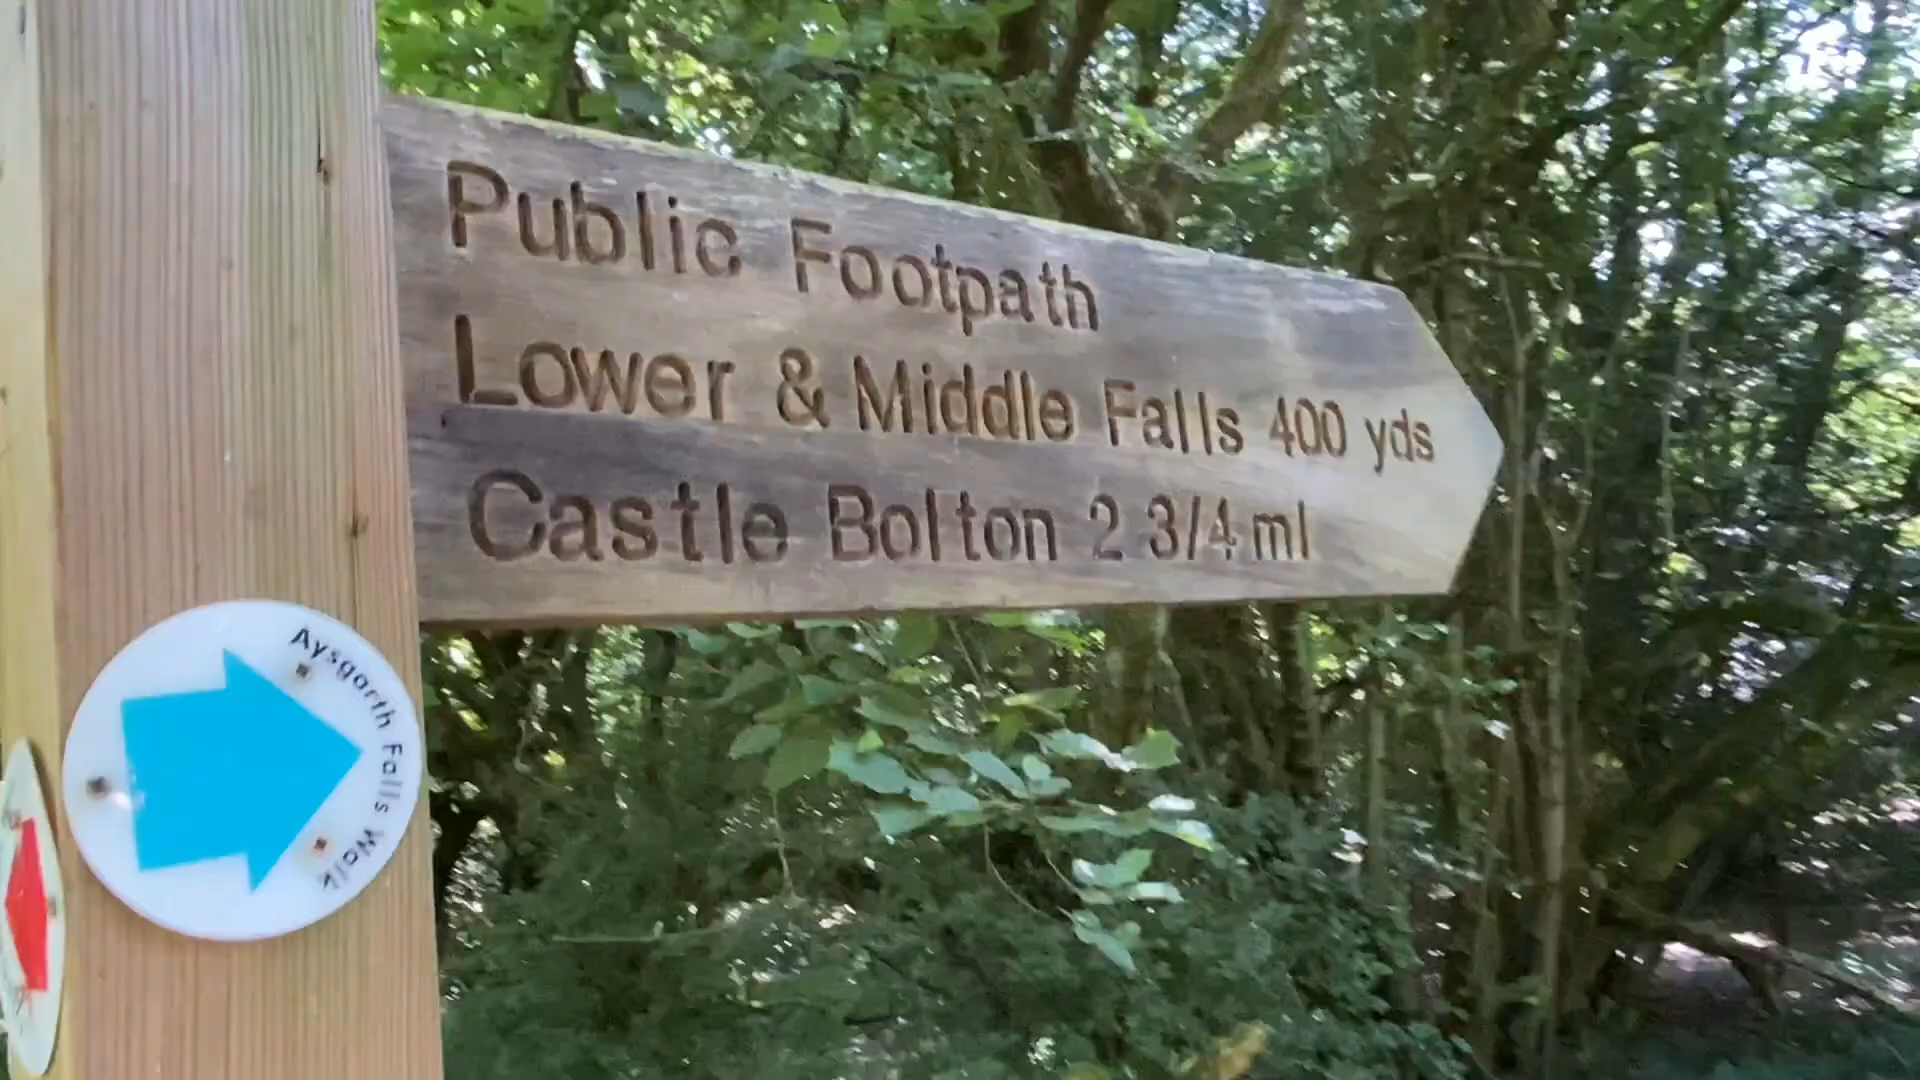 Public Footpath
Lower & Middle Falls 400 yds
Castle Bolton 2 3/4 ml
Aysgarth Falls Walk